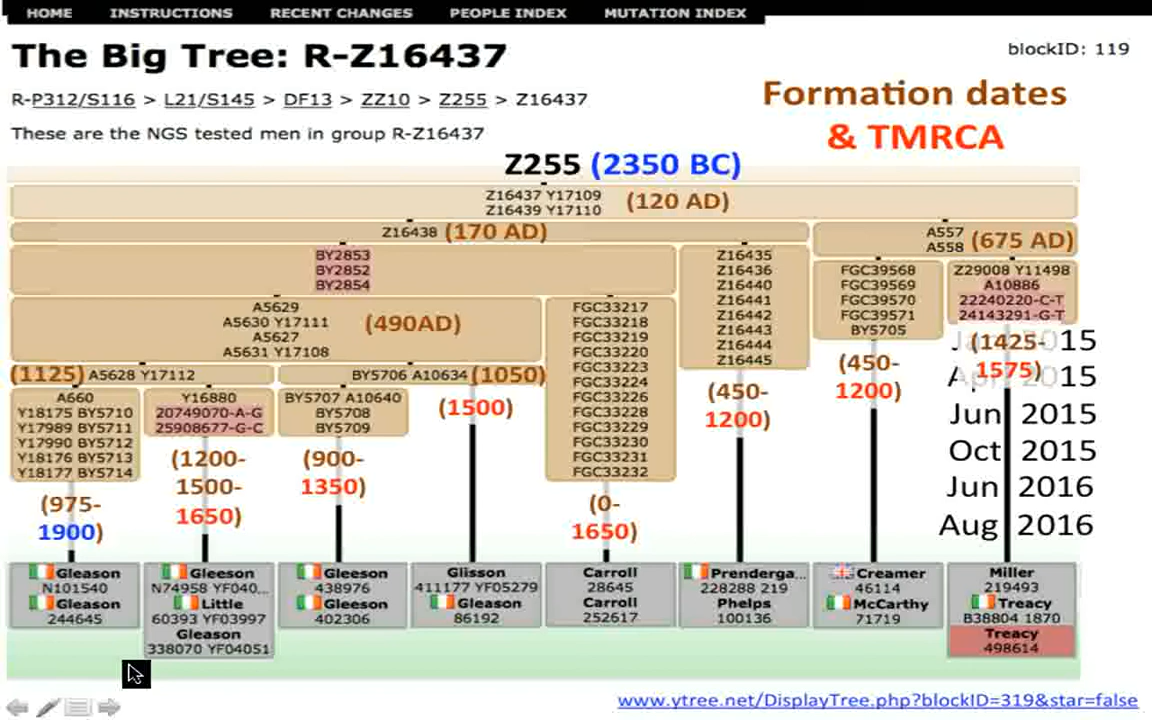 HOME INSTRUCTIONS RECENT CHANGES PEOPLE INDEX MUTATION INDEX
The Big Tree: R-Z16437
blockID: 119
R-P312/S116 > L21/S145 > DF13 > ZZ10 > Z255 > Z16437
These are the NGS tested men in group R-Z16437
Formation dates
& TMRCA
Z255 (2350 BC)
Z16437 Y17109
Z16439 Y17110
(120 AD)
Z16438 (170 AD)
A557
A558
(675 AD)
BY2853
BY2852
BY2854
A5629
A5630 Y17111
A5627
A5631 Y17108
(490AD)
(1125) A5628 Y17112
BY5706 A10634 (1050)
A660
Y18175 BY5710
Y17989 BY5711
Y17990 BY5712
Y18176 BY5713
Y18177 BY5714
(975-
1900)
Y16880
20749070-A-G
25908677-G-C
(1200-
1500-
1650)
BY5707 A10640
BY5708
BY5709
(900-
1350)
(1500)
FGC33217
FGC33218
FGC33219
FGC33220
FGC33223
FGC33224
FGC33226
FGC33228
FGC33229
FGC33230
FGC33231
FGC33232
(0-
1650)
Z16435
Z16436
Z16440
Z16441
Z16442
Z16443
Z16444
Z16445
(450-
1200)
FGC39568
FGC39569
FGC39570
FGC39571
BY5705
(450-
1200)
Z29008 Y11498
A10886
22240220-C-T
24143291-G-T
(1425-
1575)
2015
2015
Jun 2015
Oct 2015
Jun 2016
Aug 2016
Gleason
N101540
Gleason
244645
Gleeson
N74958 YF040...
Little
60393 YF03997
Gleason
338070 YF04051
Gleeson
438976
Gleeson
402306
Glisson
411177 YF05279
Gleason
86192
Carroll
28645
Carroll
252617
Prenderga...
228288 219
Phelps
100136
Creamer
46114
McCarthy
71719
Miller
219493
Treacy
B38804 1870
Treacy
498614
www.ytree.net/DisplayTree.php?blockID=319&star=false